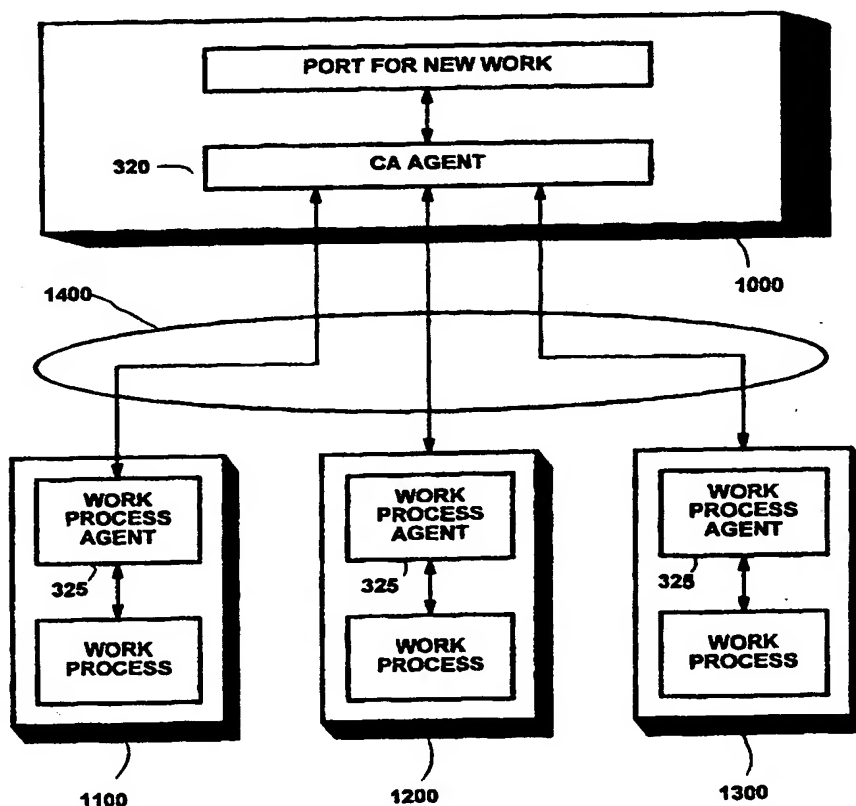 PORT FOR NEW WORK
320
CA AGENT
1000
1400
WORK
PROCESS
AGENT
325
WORK
PROCESS
1100
WORK
PROCESS
AGENT
325
WORK
PROCESS
1200
WORK
PROCESS
AGENT
325
WORK
PROCESS
1300